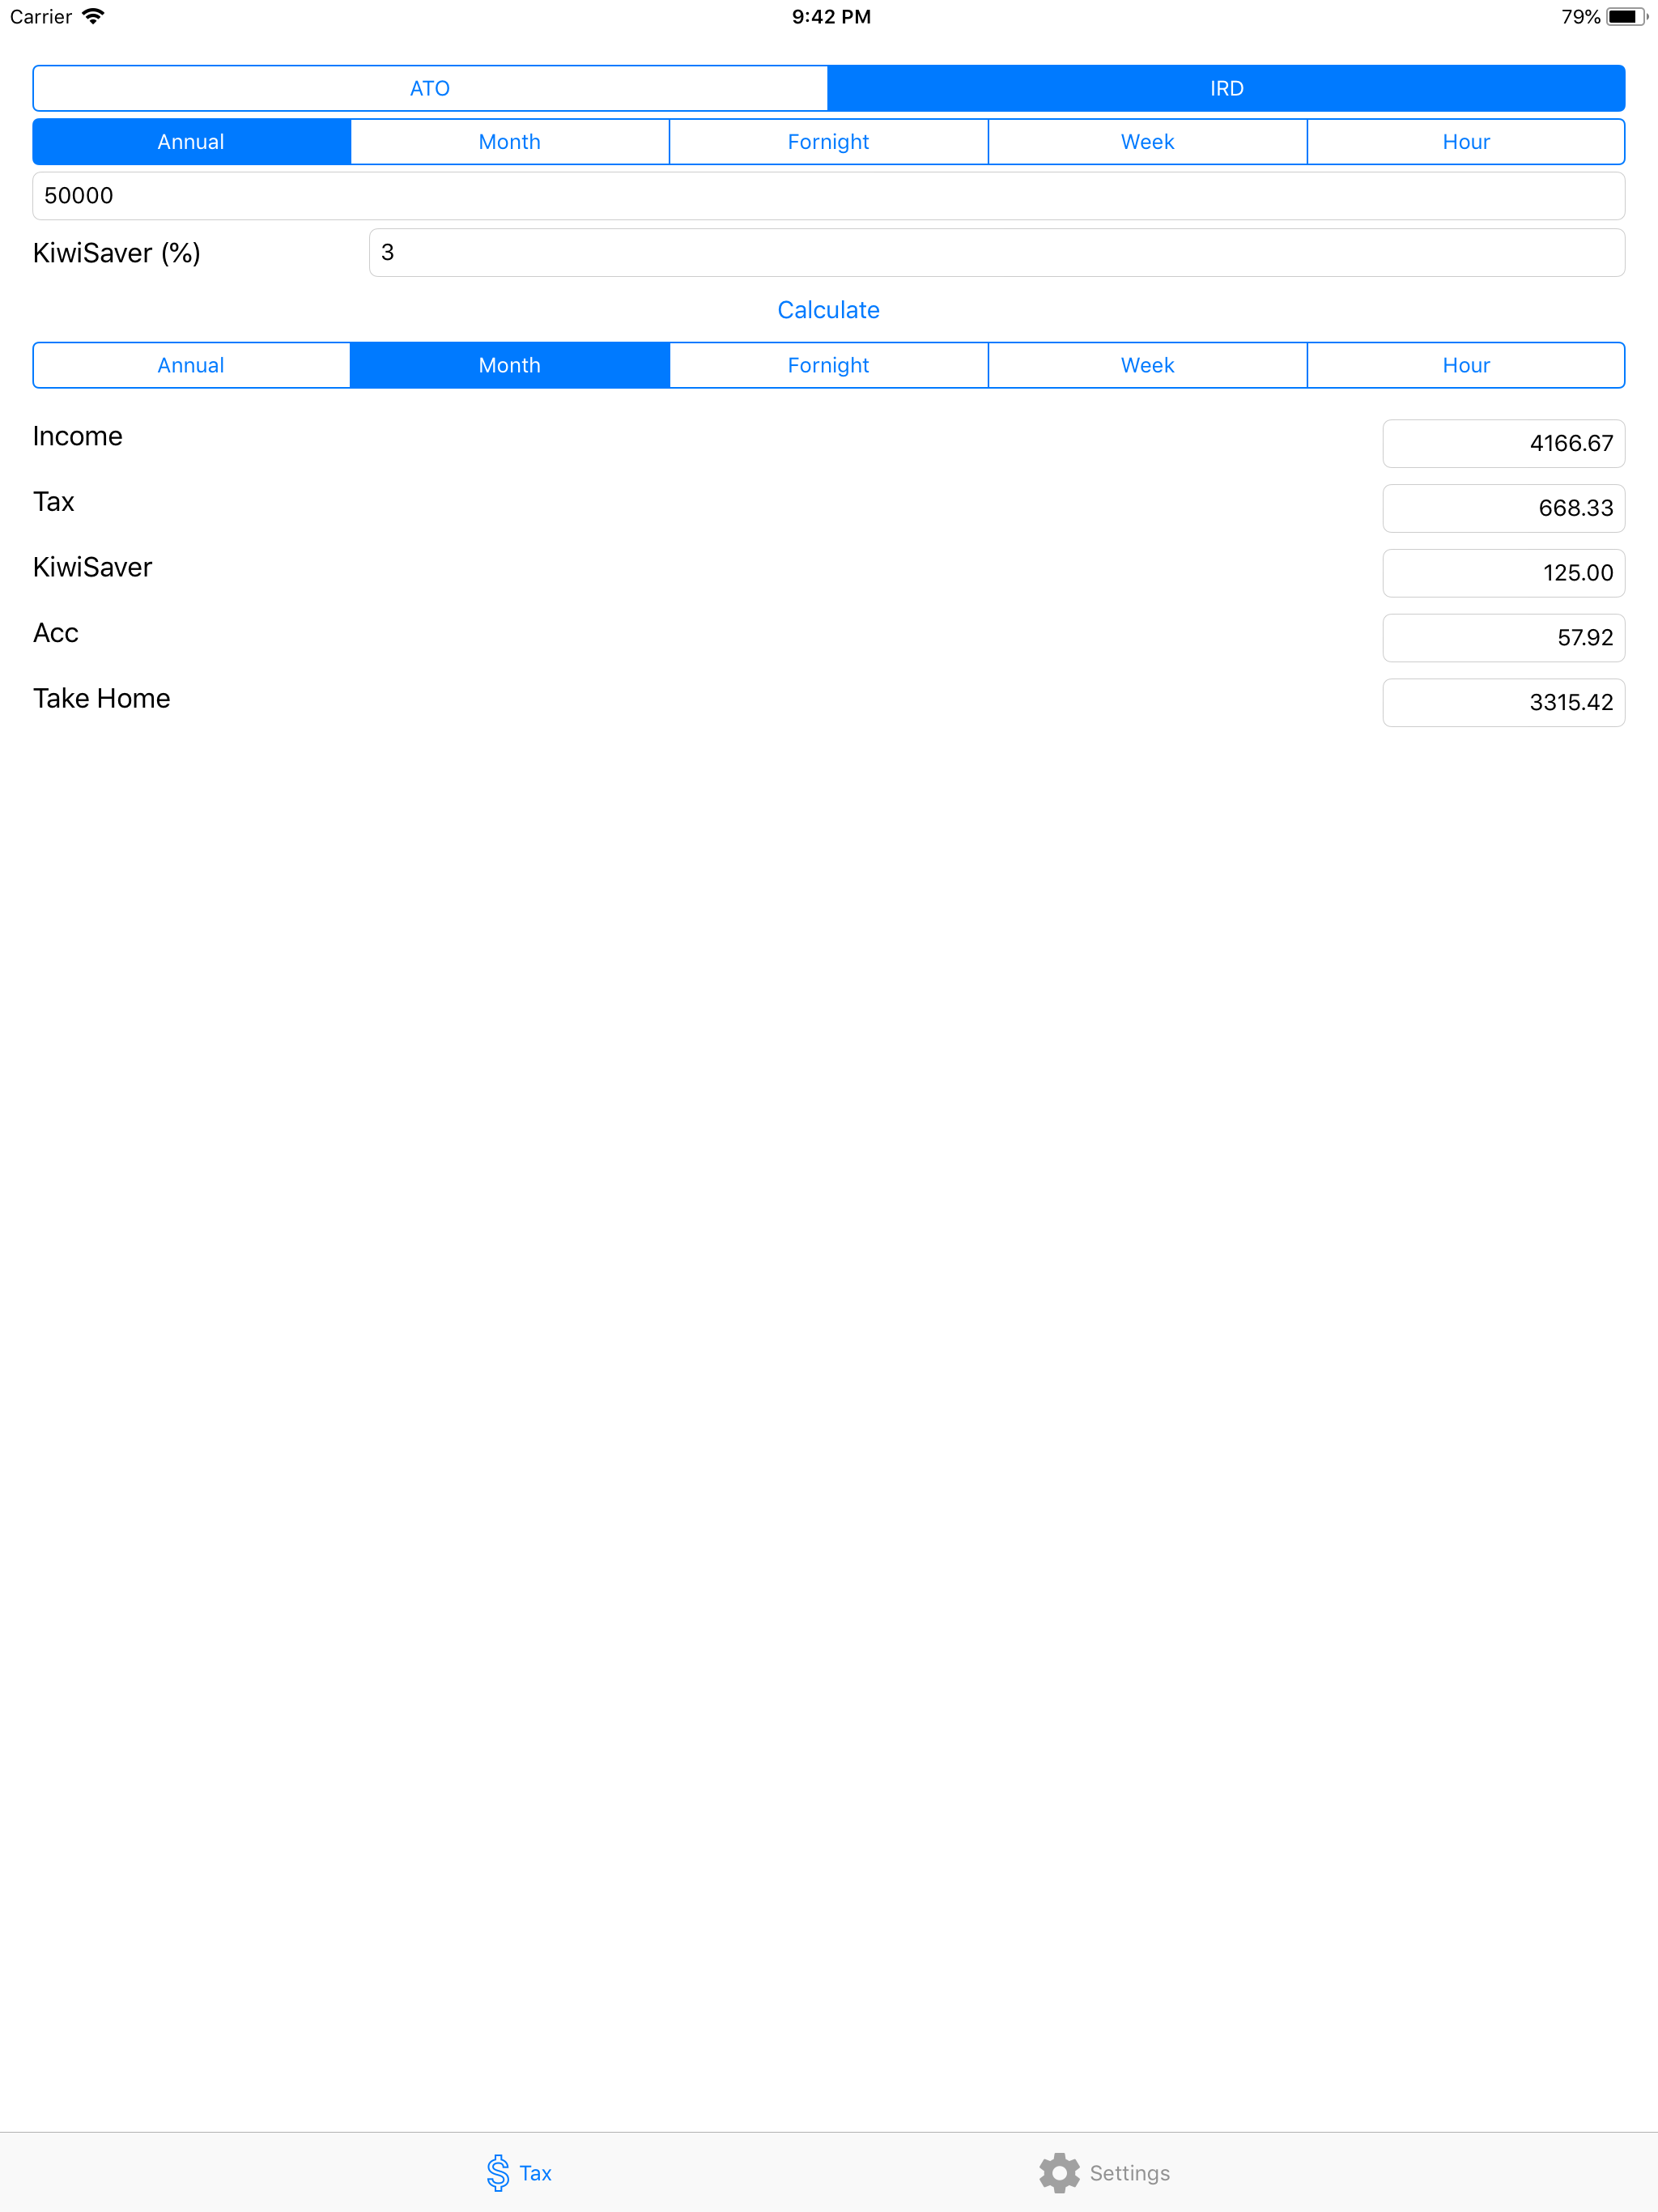 Carrier 9:42 PM 79%
ATO IRD
Annual Month Fornight Week Hour
50000
KiwiSaver (%) 3
Calculate
Annual Month Fornight Week Hour
Income 4166.67
Tax 668.33
KiwiSaver 125.00
Acc 57.92
Take Home 3315.42
Tax Settings